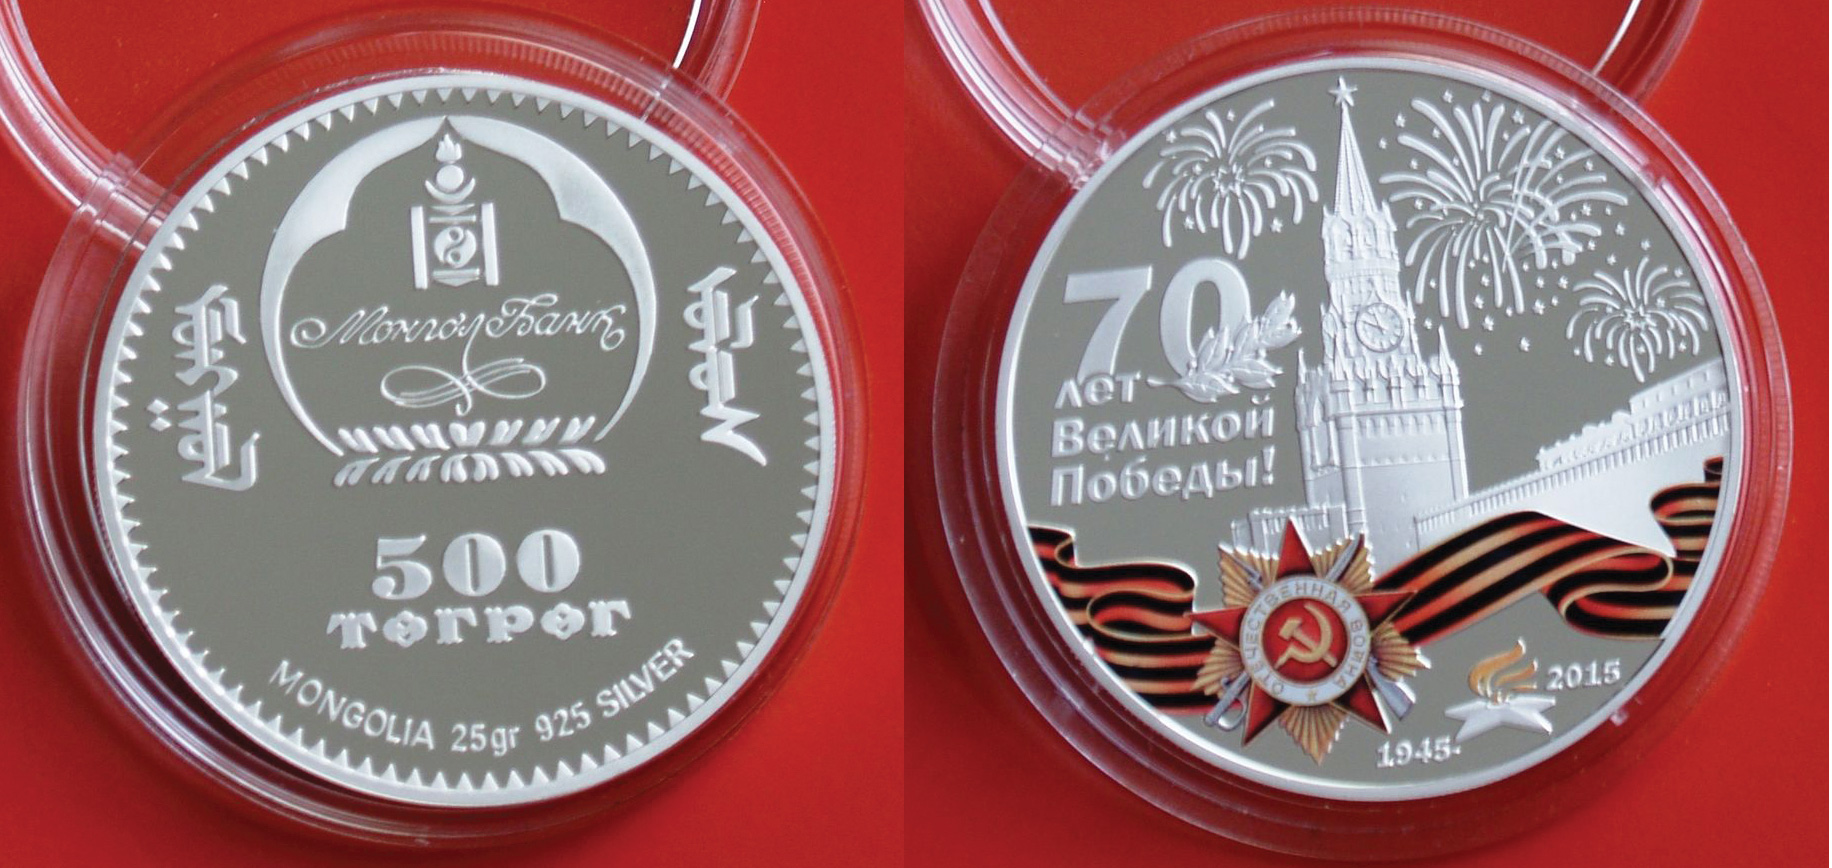 Монгол Банк
500
ТӨГРӨГ
MONGOLIA 25gr 925 SILVER
70
лет
Великой
Победы!
ОТЕЧЕСТВЕННАЯ ВОЙНА
1945-
2015